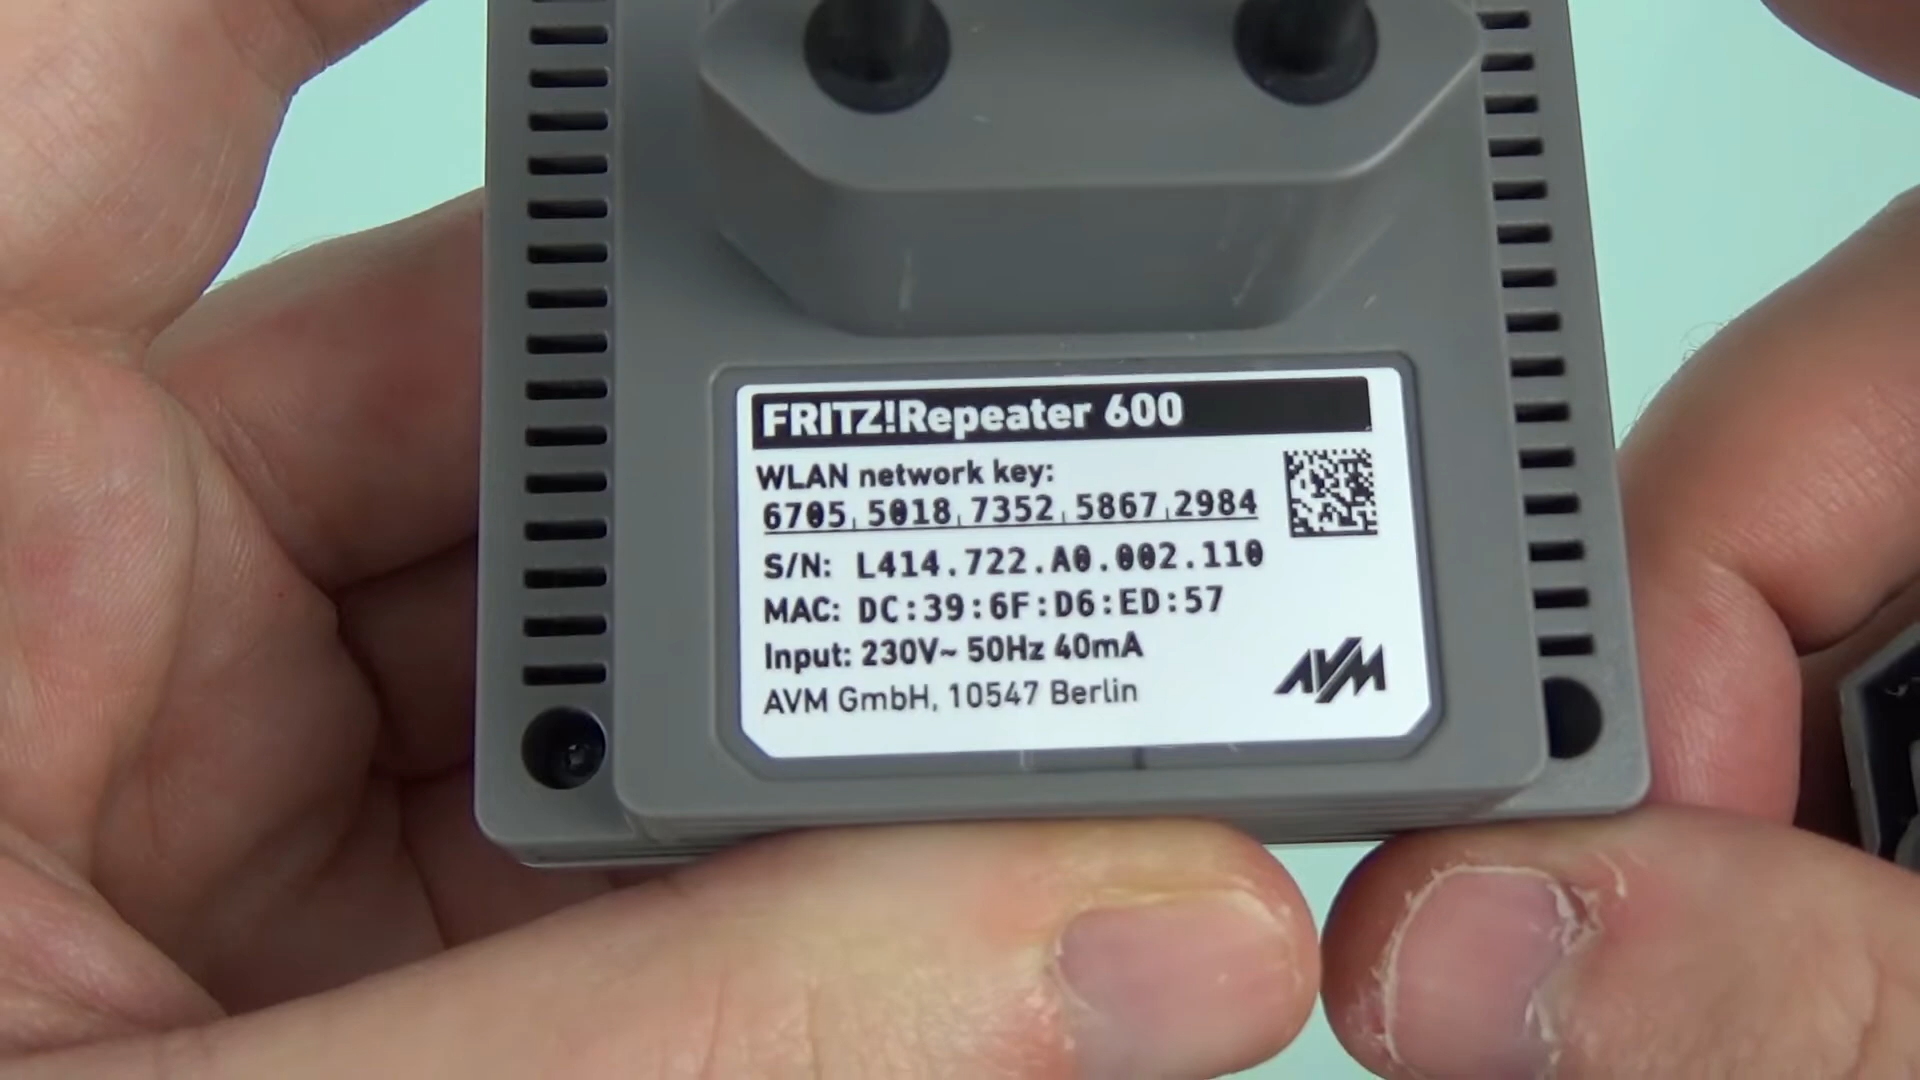 FRITZ!Repeater 600
WLAN network key:
6705 5018 7352 5867 2984
S/N: L414.722.A0.002.110
MAC: DC:39:6F:D6:ED:57
Input: 230V~ 50Hz 40mA
AVM GmbH, 10547 Berlin
AVM